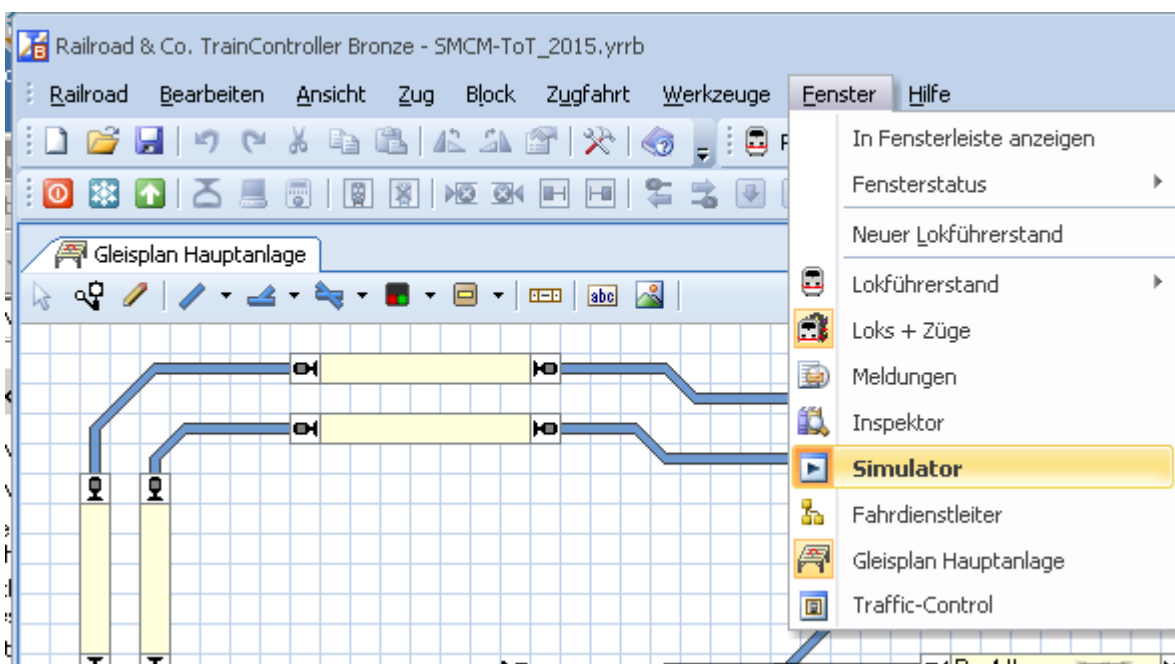 Railroad & Co. TrainController Bronze - SMCM-ToT_2015.yrrb
Railroad Bearbeiten Ansicht Zug Block Zugfahrt Werkzeuge Fenster Hilfe
In Fensterleiste anzeigen
Fensterstatus
Neuer Lokführerstand
Gleisplan Hauptanlage
abc
Lokführerstand
Loks + Züge
Meldungen
Inspektor
Simulator
Fahrdienstleiter
Gleisplan Hauptanlage
Traffic-Control